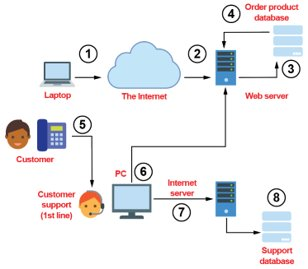 4
Order product
database
1
2
3
Laptop
The Internet
Web server
5
Customer
6
PC
Internet
server
7
8
Customer
support
(1st line)
Support
database